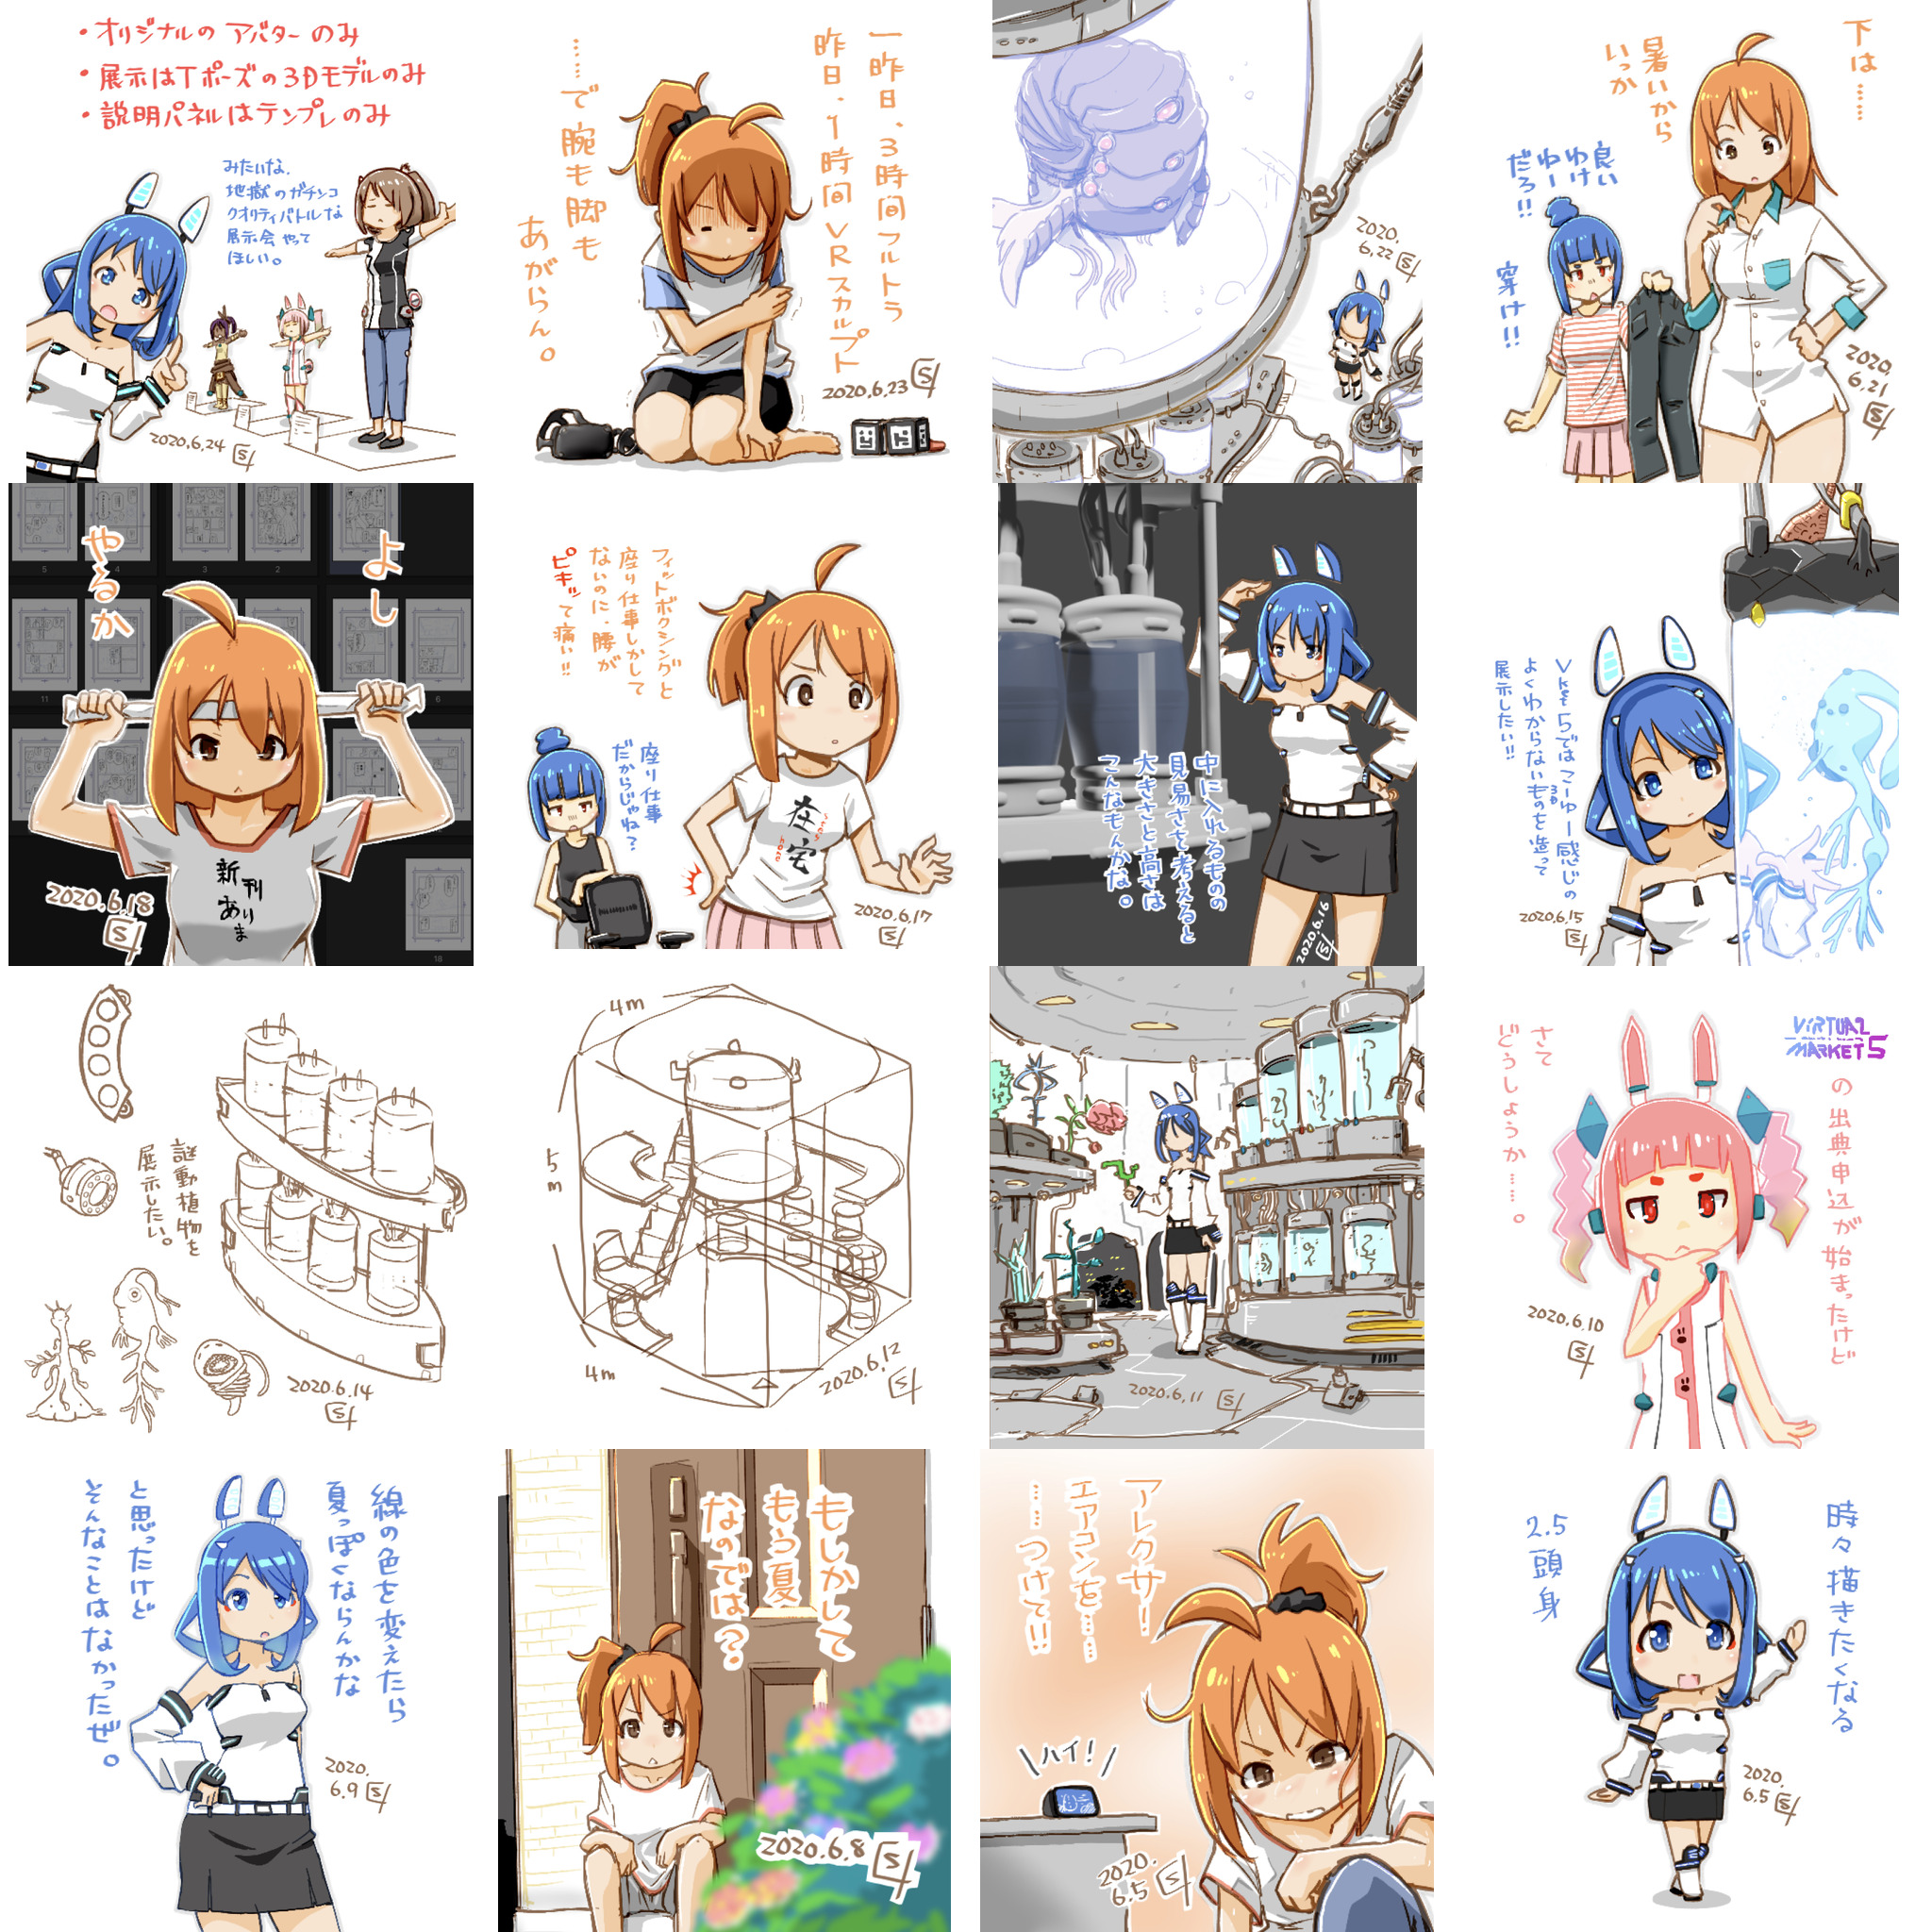 ・オリジナルの アバターのみ
・展示はTポーズの3Dモデルのみ
・説明パネルはテンプレのみ
みたいな、
地獄のガチンコ
クオリティバトルな
展示会やって
ほしい。
2020.6.24
一昨日、3時間フルトラ
昨日、1時間VRスカルプト
……で腕も脚も
あがらん。
2020.6.23
2020.
6.22
下は……
暑いから
いっか
良い
わけ
ねー
だろ!!
穿け!!
2020.
6.21
よし
やるか
新刊
ありま
2020.6.18
フィットボクシングと
座り仕事しかして
ないのに、腰が
ピキッて痛い!!
座り仕事
だからじゃね?
在宅
stay
home
2020.6.17
中に入れるものの
見易さを考えると
大きさと高さは
こんなもんかな。
2020.6.16
Vket5ではこーゆー感じの
よくわからないものを造って
展示したい!!
2020.6.15
謎動植物を
展示したい。
2020.6.14
4m
5m
4m
2020.6.12
2020.6.11
VIRTUAL
MARKET5
の出典申込が始まったけど
さて
どうしようか……。
2020.6.10
線の色を変えたら
夏っぽくならんかな
と思ったけど
そんなことはなかったぜ。
2020.
6.9
もしかして
もう夏
なのでは?
2020.6.8
アレクサ!
エアコンを……
……つけて!!
\ハイ!/
2020.
6.5
時々描きたくなる
2.5頭身
2020.
6.5